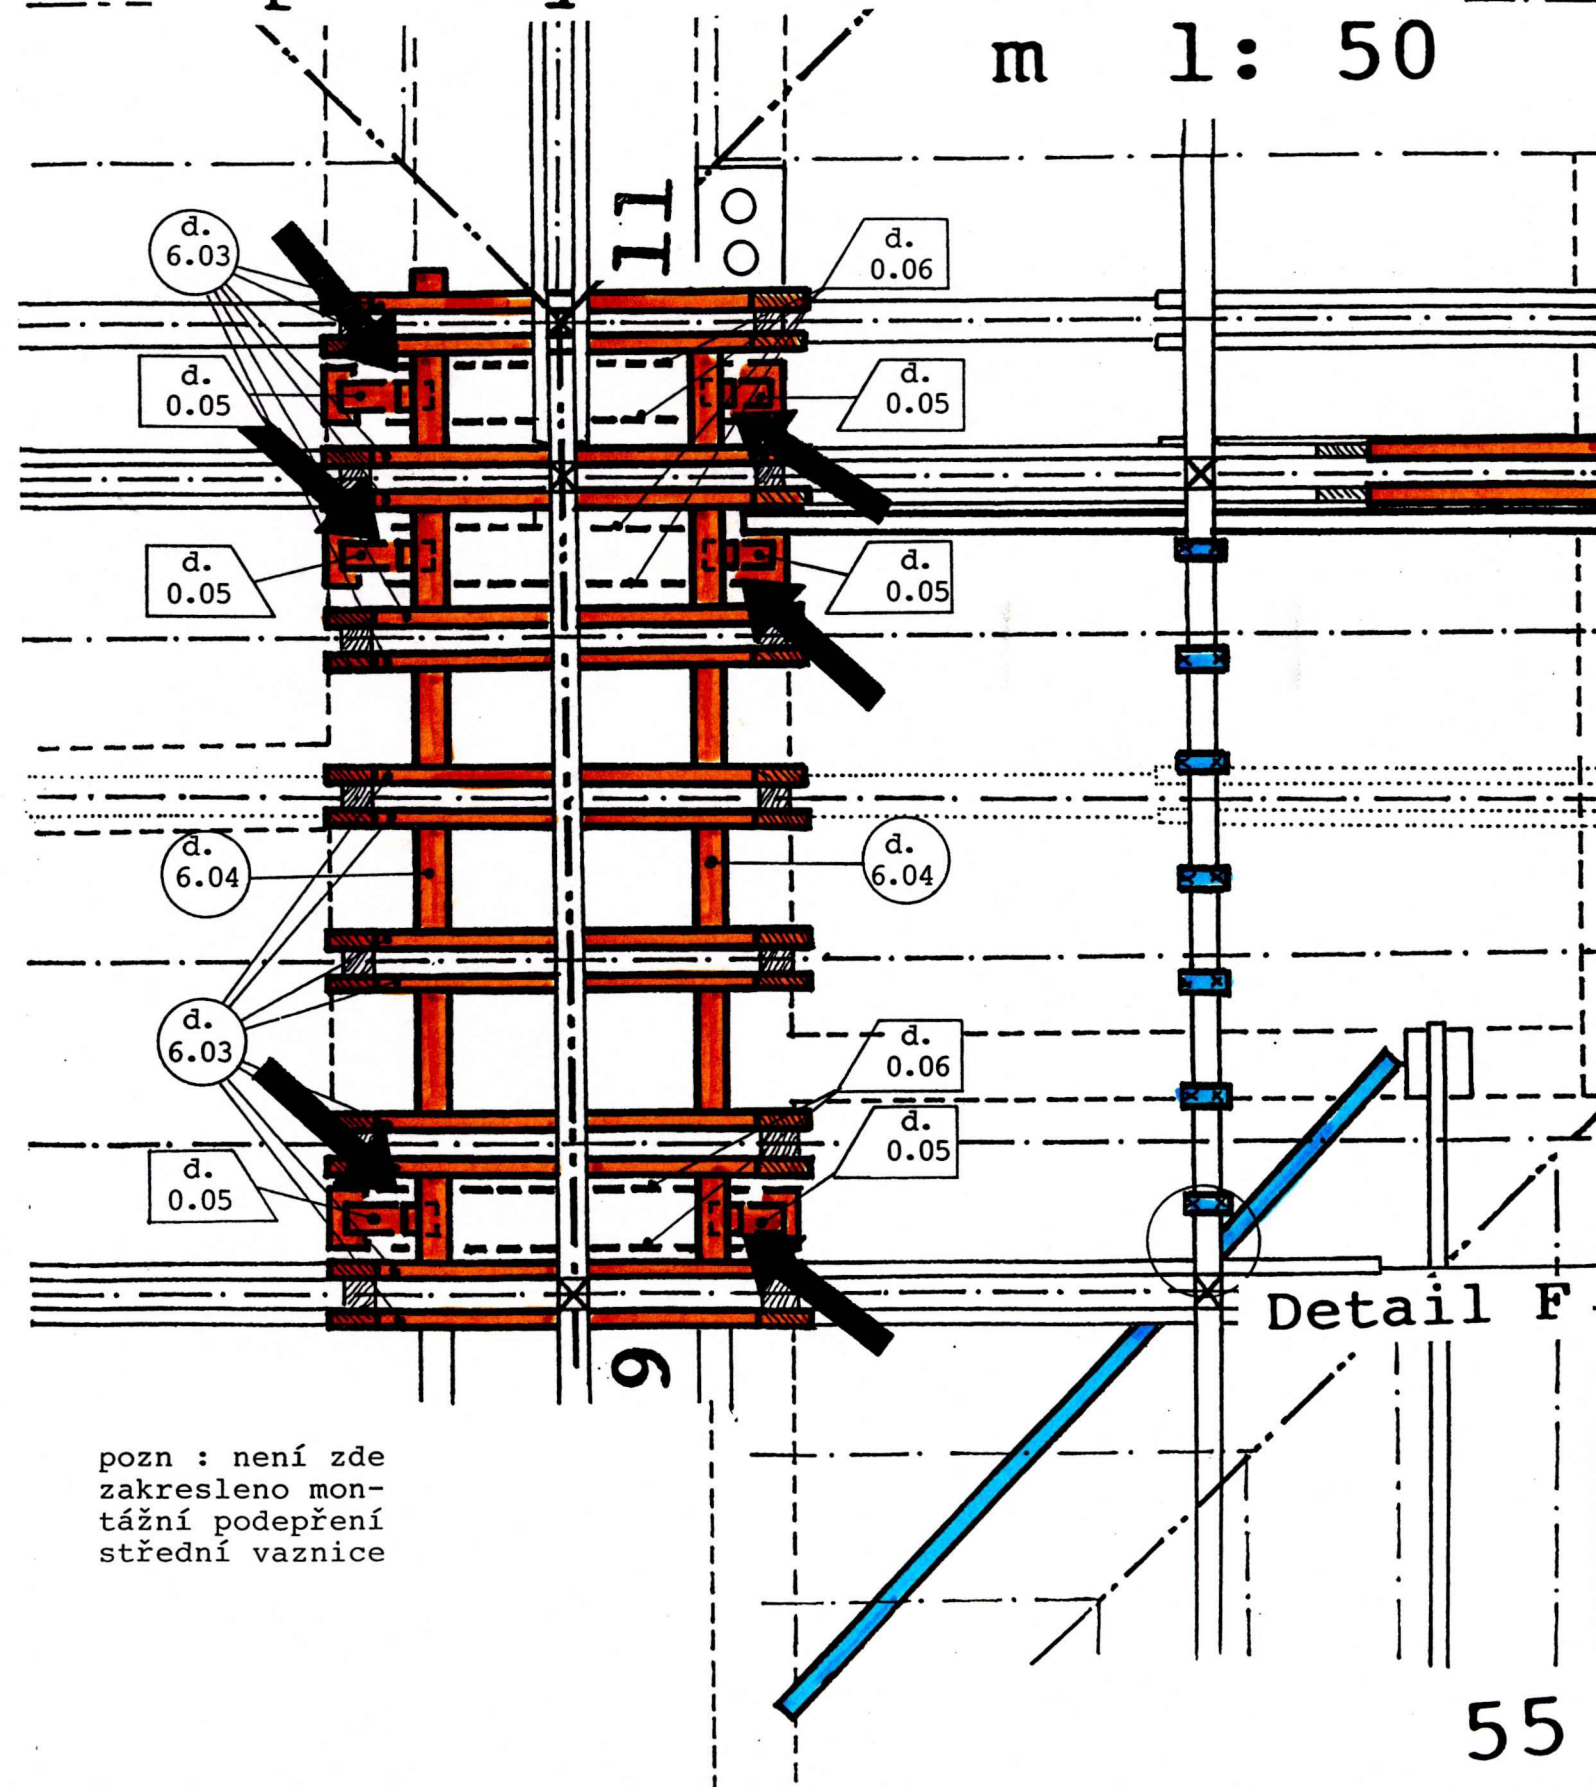 m 1: 50
11
d.
6.03
d.
0.06
d.
0.05
d.
0.05
d.
0.05
d.
0.05
d.
6.04
d.
6.04
d.
6.03
d.
0.06
d.
0.05
d.
0.05
Detail F
9
pozn : není zde
zakresleno mon-
tážní podepření
střední vaznice
55